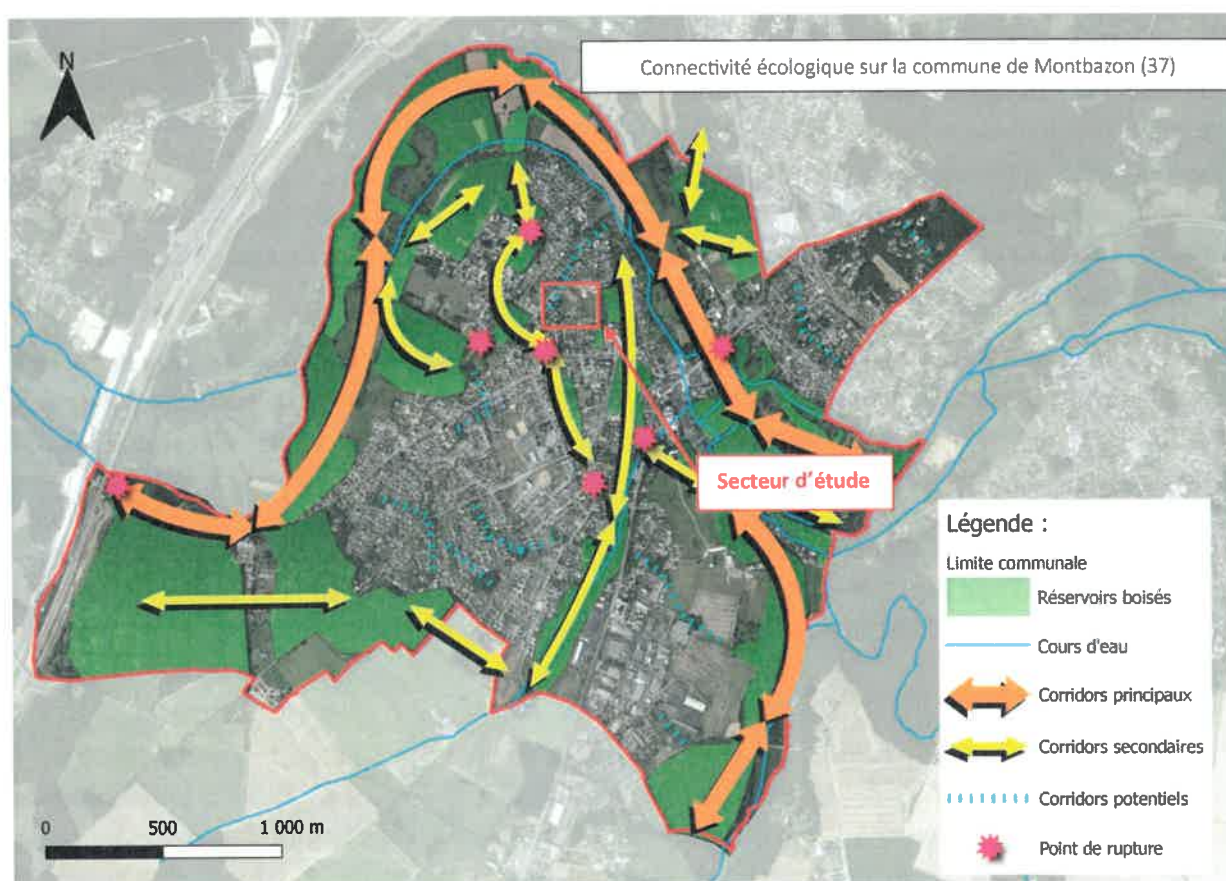 Connectivité écologique sur la commune de Montbazon (37)
N
Secteur d'étude
Légende :
Limite communale
Réservoirs boisés
Cours d'eau
Corridors principaux
Corridors secondaires
Corridors potentiels
Point de rupture
0 500 1 000 m